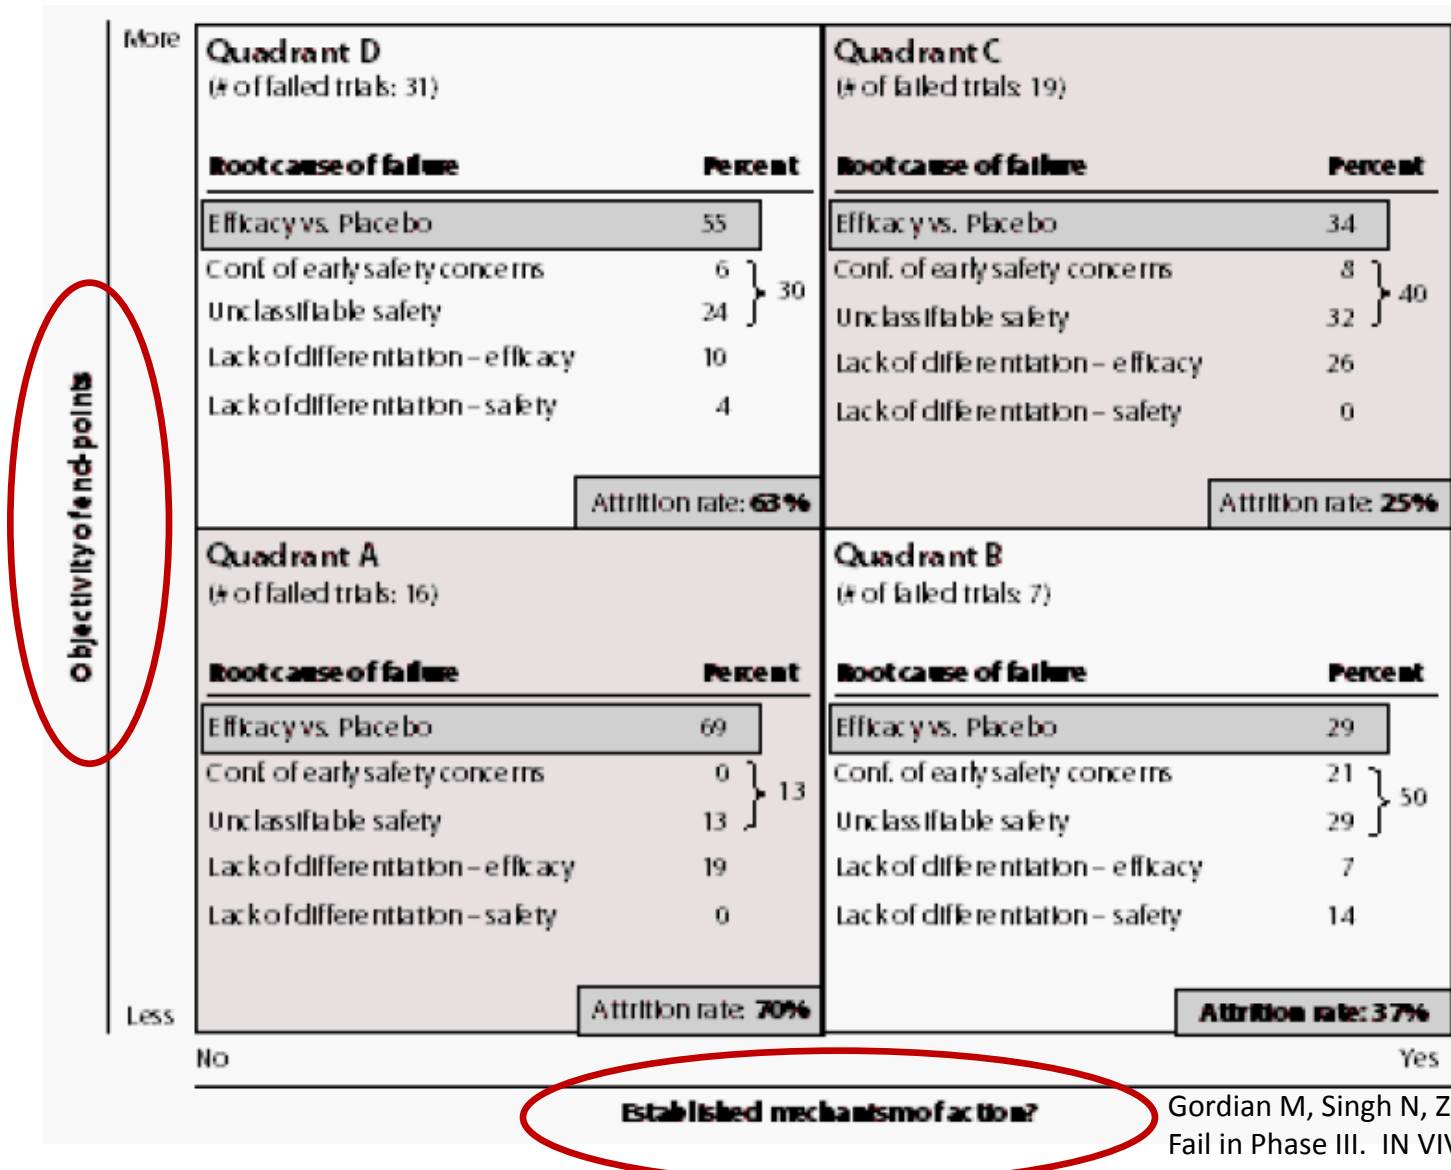 More
Quadrant D
(# of failed trials: 31)
Root cause of failure Percent
Efficacy vs. Placebo 55
Conf. of early safety concerns 6
Unclassifiable safety 24
30
Lack of differentiation – efficacy 10
Lack of differentiation – safety 4
Attrition rate: 63%
Quadrant C
(# of failed trials: 19)
Root cause of failure Percent
Efficacy vs. Placebo 34
Conf. of early safety concerns 8
Unclassifiable safety 32
40
Lack of differentiation – efficacy 26
Lack of differentiation – safety 0
Attrition rate: 25%
Objectivity of end-points
Quadrant A
(# of failed trials: 16)
Root cause of failure Percent
Efficacy vs. Placebo 69
Conf. of early safety concerns 0
Unclassifiable safety 13
13
Lack of differentiation – efficacy 19
Lack of differentiation – safety 0
Attrition rate: 70%
Quadrant B
(# of failed trials: 7)
Root cause of failure Percent
Efficacy vs. Placebo 29
Conf. of early safety concerns 21
Unclassifiable safety 29
50
Lack of differentiation – efficacy 7
Lack of differentiation – safety 14
Attrition rate: 37%
Less
No Yes
Established mechanism of action?
Gordian M, Singh N, Z
Fail in Phase III. IN VIV